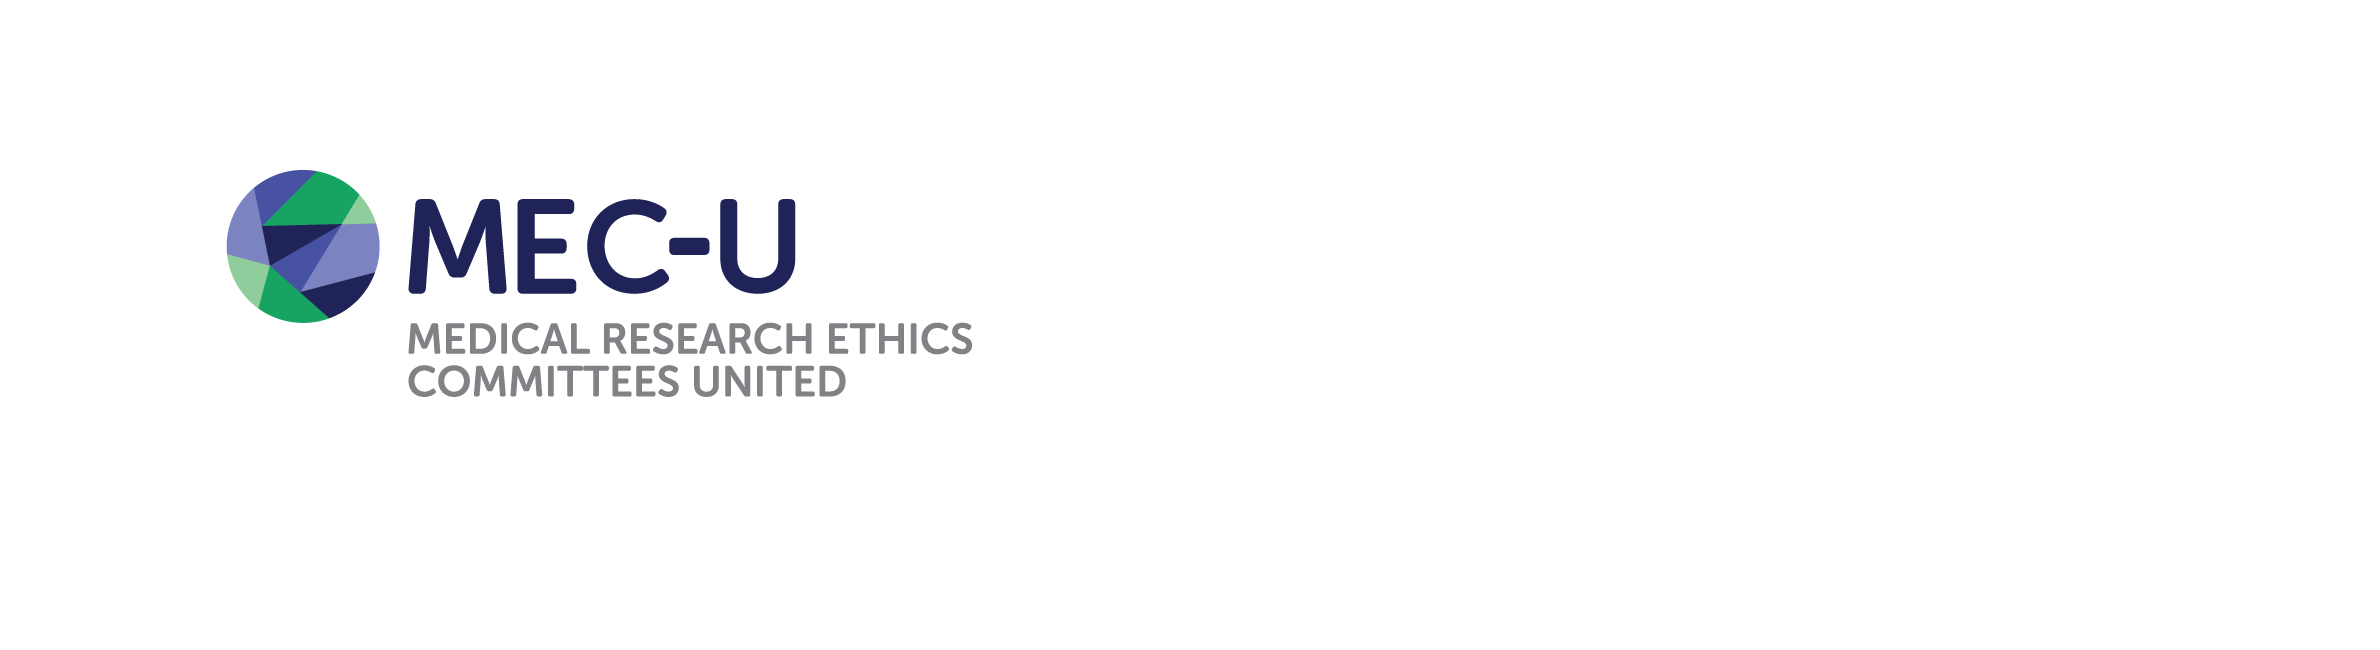 MEC-U
MEDICAL RESEARCH ETHICS
COMMITTEES UNITED